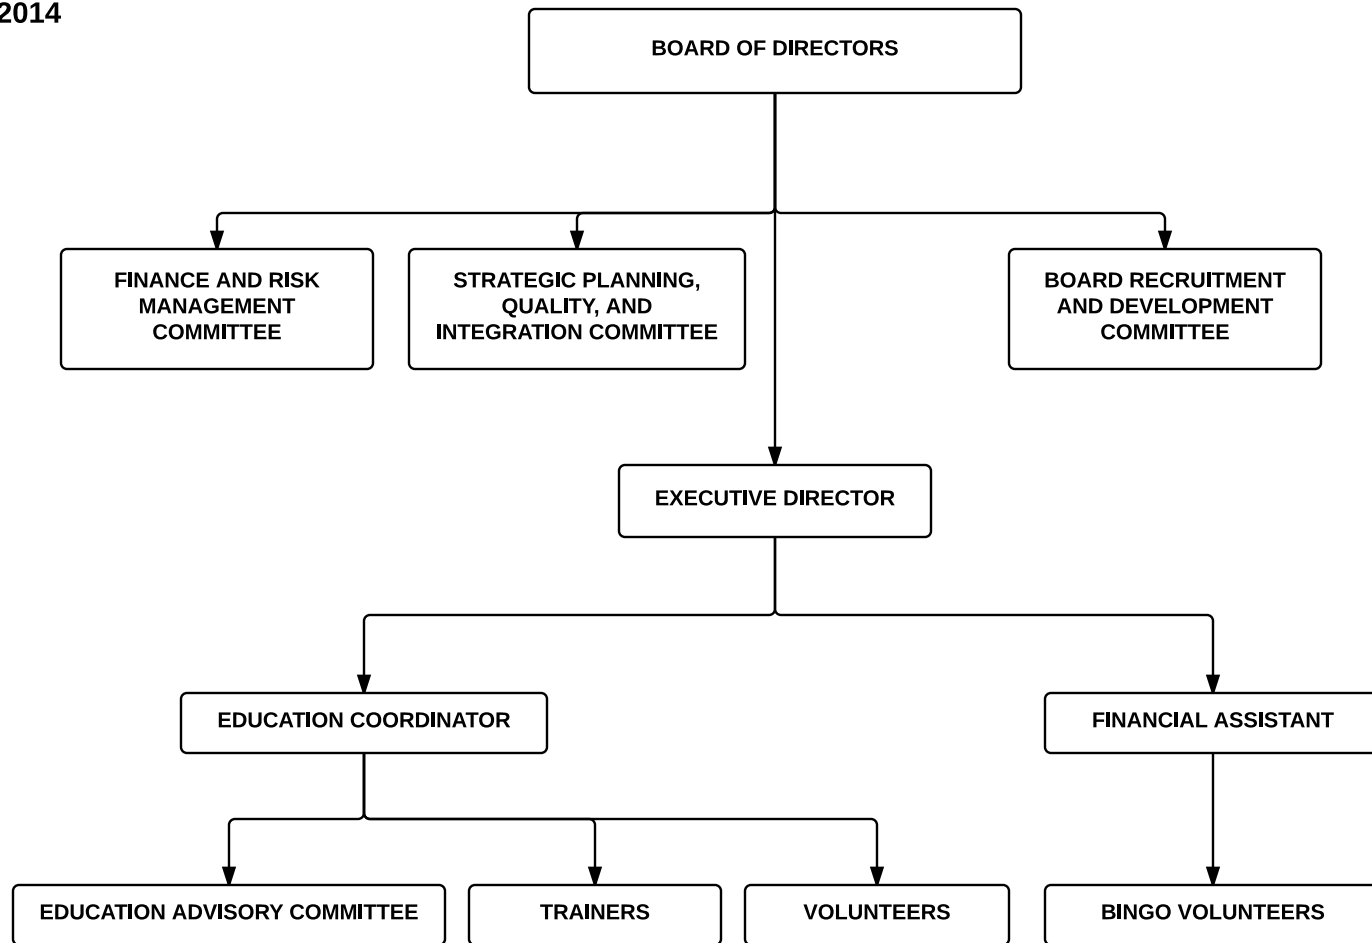 2014
BOARD OF DIRECTORS
FINANCE AND RISK
MANAGEMENT
COMMITTEE
STRATEGIC PLANNING,
QUALITY, AND
INTEGRATION COMMITTEE
BOARD RECRUITMENT
AND DEVELOPMENT
COMMITTEE
EXECUTIVE DIRECTOR
EDUCATION COORDINATOR
FINANCIAL ASSISTANT
EDUCATION ADVISORY COMMITTEE
TRAINERS
VOLUNTEERS
BINGO VOLUNTEERS